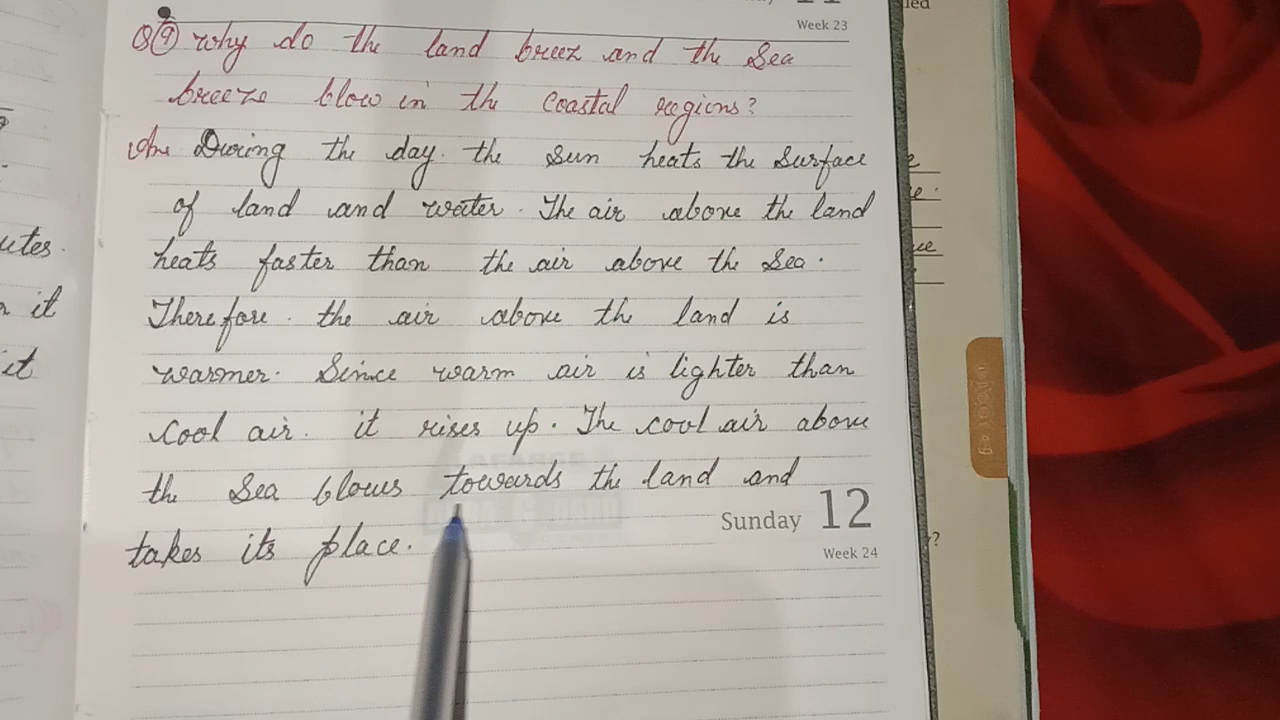 Week 23
Q(9) Why do the land breez and the Sea
breeze blow in the coastal regions?
Ans During the day. the sun heats the surface
of land and water. The air above the land
heats faster than the air above the sea.
Therefore. the air above the land is
warmer. Since warm air is lighter than
cool air. it rises up. The cool air above
the sea blows towards the land and
takes its place.
Sunday 12
Week 24
utes.
it
it